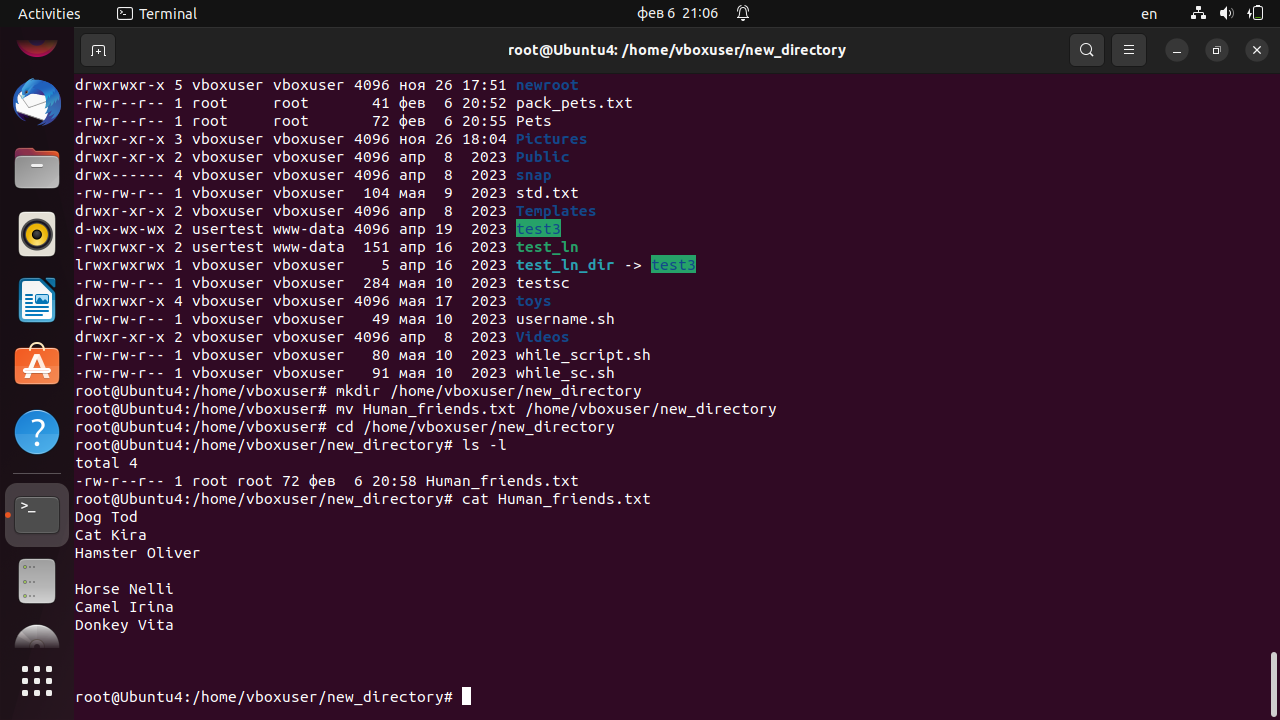 Activities Terminal фев 6 21:06 en
root@Ubuntu4: /home/vboxuser/new_directory
drwxrwxr-x 5 vboxuser vboxuser 4096 ноя 26 17:51 newroot
-rw-r--r-- 1 root     root       41 фев  6 20:52 pack_pets.txt
-rw-r--r-- 1 root     root       72 фев  6 20:55 Pets
drwxr-xr-x 3 vboxuser vboxuser 4096 ноя 26 18:04 Pictures
drwxr-xr-x 2 vboxuser vboxuser 4096 апр  8  2023 Public
drwx------ 4 vboxuser vboxuser 4096 апр  8  2023 snap
-rw-rw-r-- 1 vboxuser vboxuser  104 мая  9  2023 std.txt
drwxr-xr-x 2 vboxuser vboxuser 4096 апр  8  2023 Templates
d-wx-wx-wx 2 usertest www-data 4096 апр 19  2023 test3
-rwxrwxr-x 2 usertest www-data  151 апр 16  2023 test_ln
lrwxrwxrwx 1 vboxuser vboxuser    5 апр 16  2023 test_ln_dir -> test3
-rw-rw-r-- 1 vboxuser vboxuser  284 мая 10  2023 testsc
drwxrwxr-x 4 vboxuser vboxuser 4096 мая 17  2023 toys
-rw-rw-r-- 1 vboxuser vboxuser   49 мая 10  2023 username.sh
drwxr-xr-x 2 vboxuser vboxuser 4096 апр  8  2023 Videos
-rw-rw-r-- 1 vboxuser vboxuser   80 мая 10  2023 while_script.sh
-rw-rw-r-- 1 vboxuser vboxuser   91 мая 10  2023 while_sc.sh
root@Ubuntu4:/home/vboxuser# mkdir /home/vboxuser/new_directory
root@Ubuntu4:/home/vboxuser# mv Human_friends.txt /home/vboxuser/new_directory
root@Ubuntu4:/home/vboxuser# cd /home/vboxuser/new_directory
root@Ubuntu4:/home/vboxuser/new_directory# ls -l
total 4
-rw-r--r-- 1 root root 72 фев  6 20:58 Human_friends.txt
root@Ubuntu4:/home/vboxuser/new_directory# cat Human_friends.txt
Dog Tod
Cat Kira
Hamster Oliver

Horse Nelli
Camel Irina
Donkey Vita

root@Ubuntu4:/home/vboxuser/new_directory#